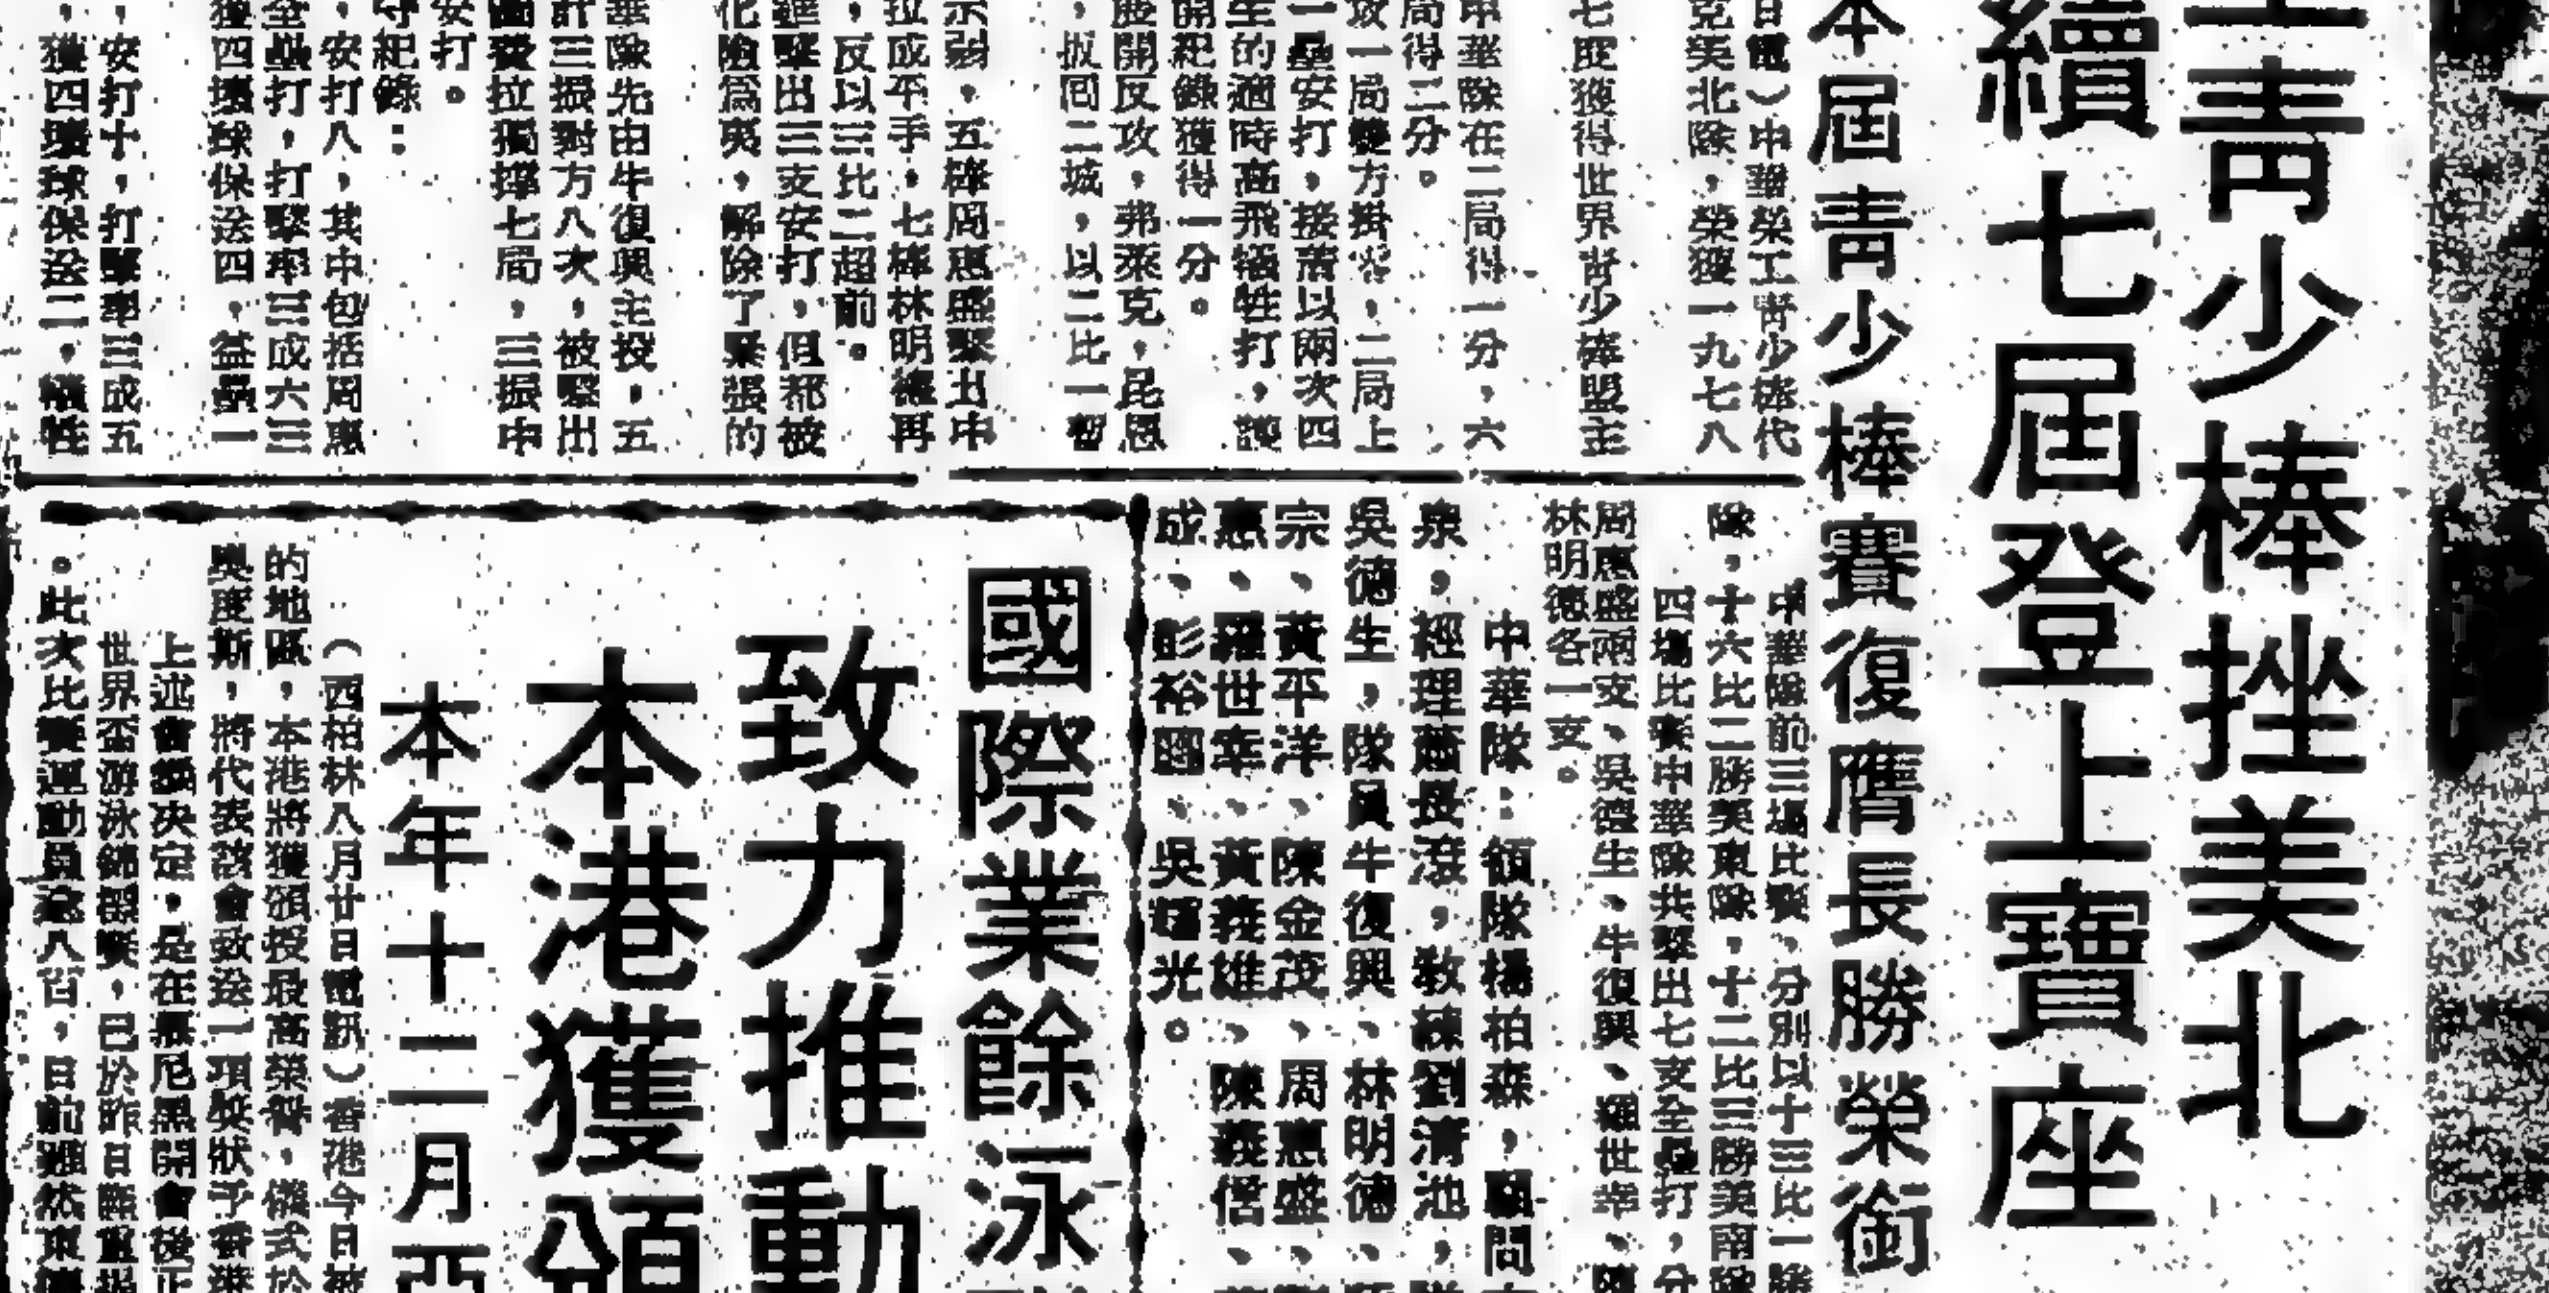 青少棒挫美北
續七屆登上寶座
本屆青少棒賽復膺長勝榮銜
日電）中華榮工青少棒代
克美北隊，榮獲一九七八
七度獲得世界青少棒盟主
中華隊在二局得一分，六
局得二分。
攻一局雙方掛零，二局上
一壘安打，接着以兩次四
生的適時高飛犧牲打，
開紀錄獲得一分。
開反攻，弗萊克，昆恩
，扳回二城，以二比一
示弱，五棒周惠盛擊出中
拉成平手，七棒林明德再
，反以三比二超前。
擊出三支安打，但都被
化險爲夷，解除了緊張的
華隊先由牛復興主投，五
計三振對方八次，被擊出
賽拉獨撐七局，三振中
安打。
守紀錄：
，安打八，其中包括周惠
全壘打，打擊率三成六三
獲四壞球保送四，
，安打十，打擊率三成五
，獲四壞球保送二，犧牲
中華隊前三場比賽，分別以十三比一勝
隊，十六比二勝美東隊，十二比三勝美南隊
四場比賽中華隊共擊出七支全壘打，分
周惠盛兩支、吳德生、牛復興、羅世幸、
林明德各一支。
中華隊：領隊楊柏森，顧問
泉，經理蕭長滾，教練劉清池，隊
吳德生，隊員牛復興、林明德、
宗、黃平洋、陳金茂、周惠盛、
惠、羅世幸、黃義雄、陳義信、
成、彭裕國、吳耀光。
國際業餘泳
致力推動
本港獲頒
本年十二月亞
（西柏林八月廿日電訊）香港今日被
的地區，本港將獲頒授最高榮譽，儀式於
奧度斯，將代表該會致送一項獎狀予香港
上述會議決定，是在慕尼黑開會後正
世界盃游泳錦標賽，已於昨日
。此次比賽運動員逾八百，日前雖然東